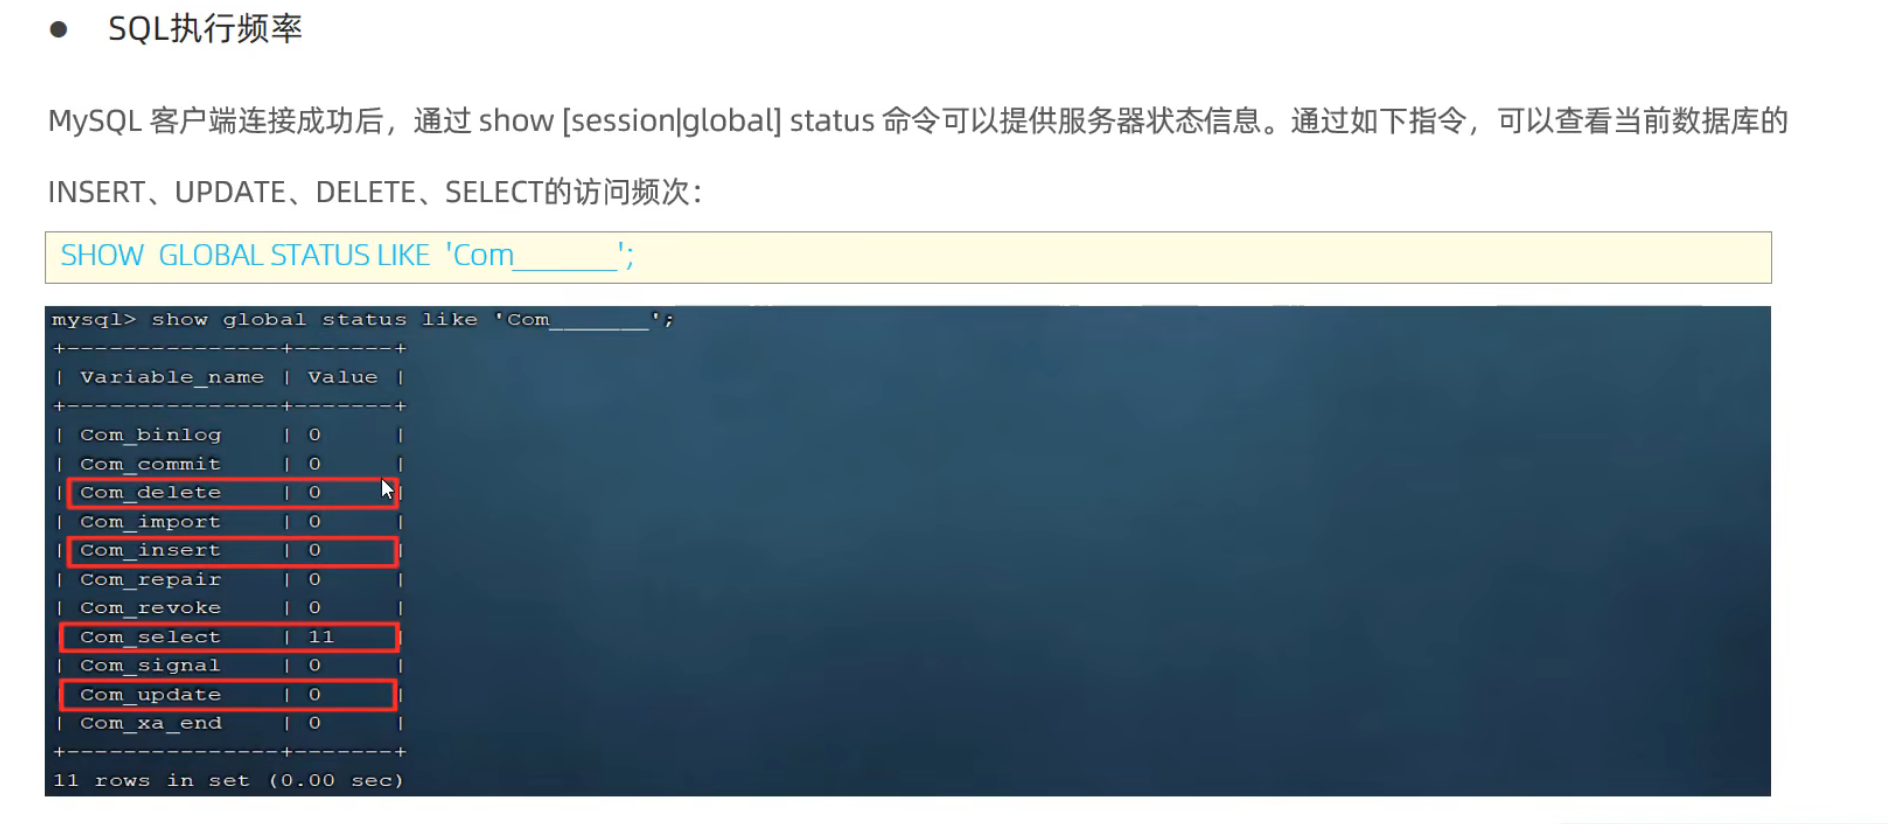 ● SQL执行频率
MySQL 客户端连接成功后，通过 show [session|global] status 命令可以提供服务器状态信息。通过如下指令，可以查看当前数据库的
INSERT、UPDATE、DELETE、SELECT的访问频次：
SHOW GLOBAL STATUS LIKE 'Com_______';
mysql> show global status like 'Com_______';
+---------------+-------+
| Variable_name | Value |
+---------------+-------+
| Com_binlog    | 0     |
| Com_commit    | 0     |
| Com_delete    | 0     |
| Com_import    | 0     |
| Com_insert    | 0     |
| Com_repair    | 0     |
| Com_revoke    | 0     |
| Com_select    | 11    |
| Com_signal    | 0     |
| Com_update    | 0     |
| Com_xa_end    | 0     |
+---------------+-------+
11 rows in set (0.00 sec)